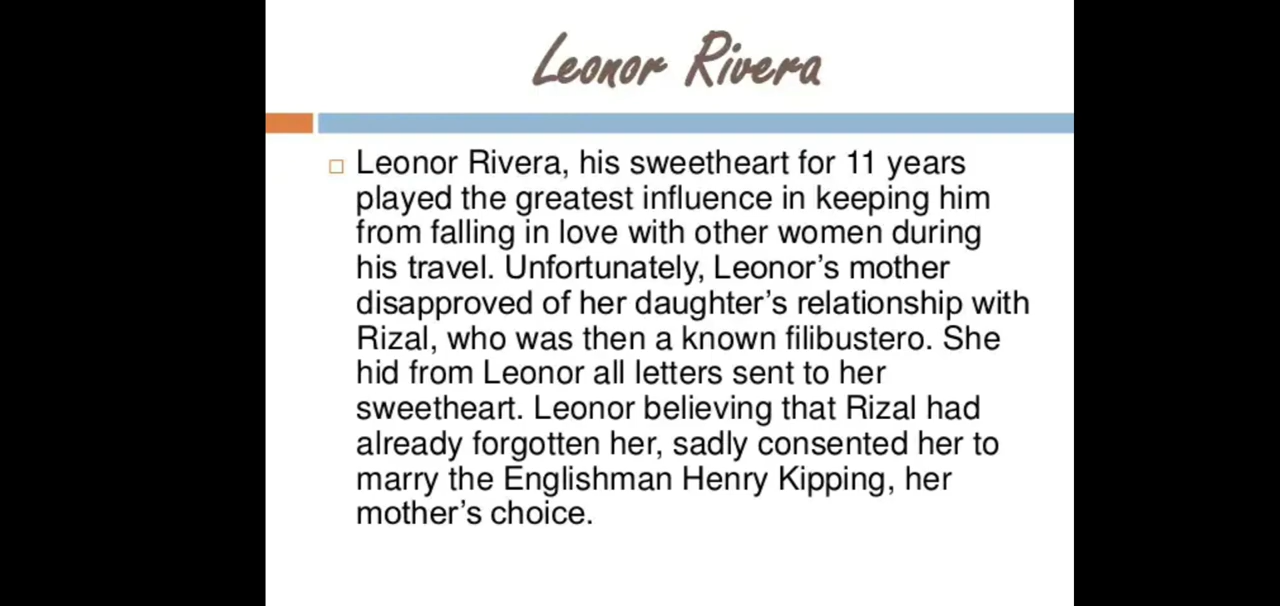 Leonor Rivera
Leonor Rivera, his sweetheart for 11 years
played the greatest influence in keeping him
from falling in love with other women during
his travel. Unfortunately, Leonor’s mother
disapproved of her daughter’s relationship with
Rizal, who was then a known filibustero. She
hid from Leonor all letters sent to her
sweetheart. Leonor believing that Rizal had
already forgotten her, sadly consented her to
marry the Englishman Henry Kipping, her
mother’s choice.